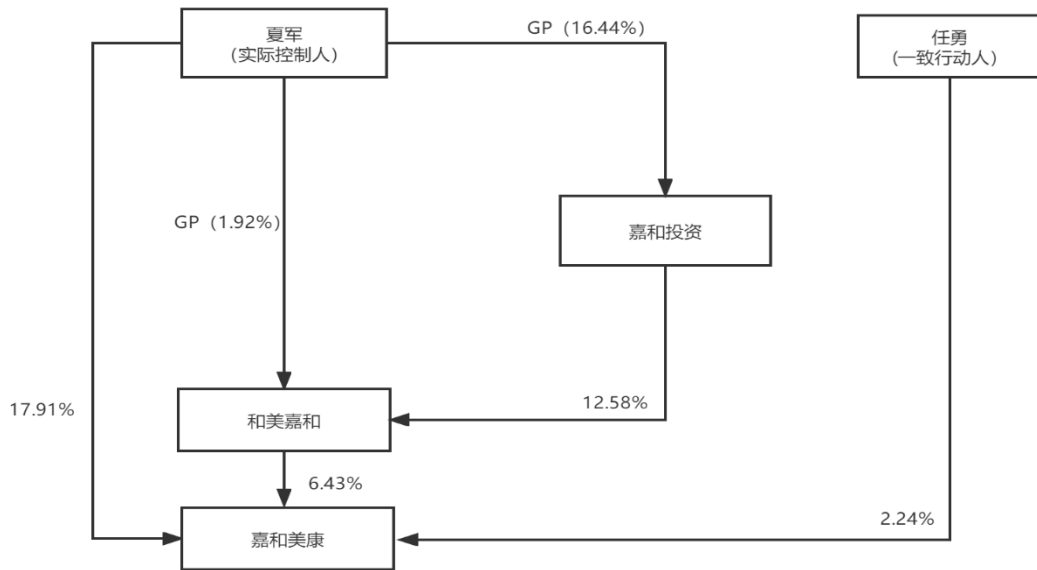 夏军
(实际控制人)
GP（16.44%）
任勇
(一致行动人)
GP（1.92%）
嘉和投资
17.91%
和美嘉和
12.58%
6.43%
嘉和美康
2.24%